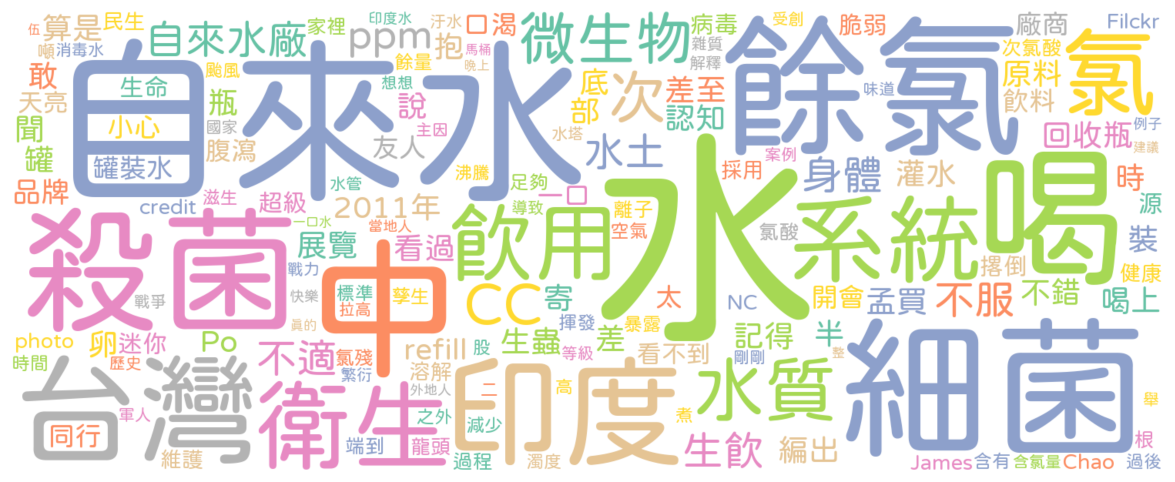 伍 算是 民生 家裡 印度水 汙水 口渴 微生物 病毒 受創 脆弱 廠商 Filckr
噸 消毒水 自來水廠 ppm 抱 餘量 馬桶 晚上 雜質 解釋 次氯酸 氯
敢 颱風 想想 底 次 差至 餘氯 味道 原料
天亮 生命 瓶 自來水 說 部 認知 飲料
聞 小心 國家 主因 水塔 回收瓶 例子
罐 罐裝水 腹瀉 友人 沸騰 水土 案例 建議
品牌 滋生 水管 足夠 一口 採用 身體 灌水 時
credit 超級 2011年 導致 離子 源
殺菌 一口水 當地人 飲用 水 空氣 氯酸 系統 喝 裝
展覽 看過 撂倒 健康
戰力 中 標準 孳生 CC 寄 太 NC 開會 孟買 不服 不錯 喝上
戰爭 快樂 拉高 揮發 暴露
photo 卵 迷你 Po 真的 refill 股 生蟲 差 記得 半
時間 歷史 不適 氯殘 溶解 等級 看不到 剛剛 整
台灣 繁衍 外地人 二 印度 高 煮 水質 細菌 舉
軍人 衛生 之外 減少
同行 端到 龍頭 生飲 編出 根
維護 過程 濁度 James 含有 含氯量 Chao 過後